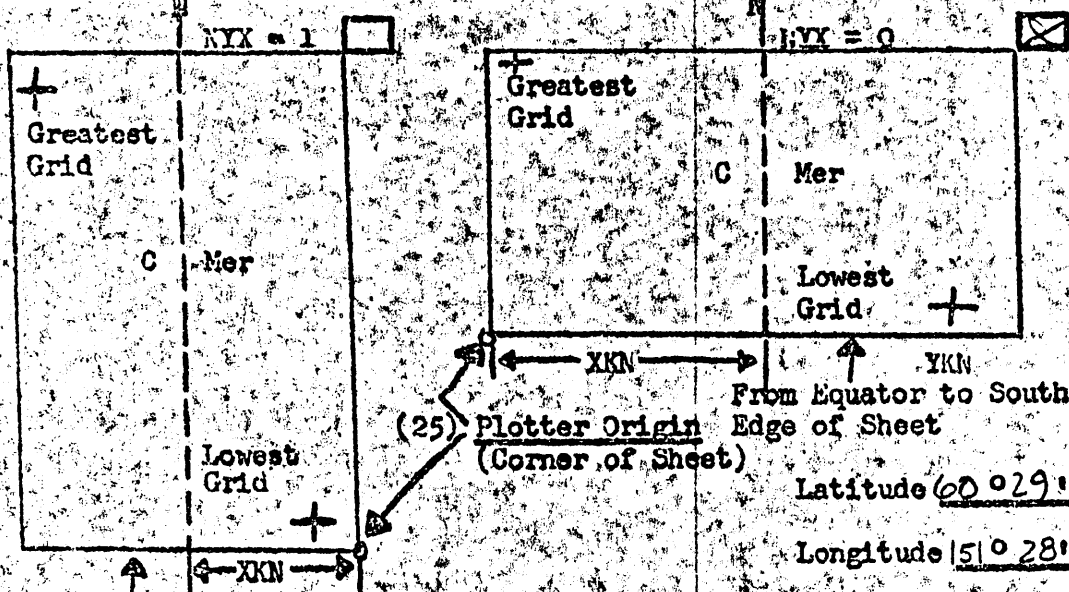 N
NYX = 1
NYX = 0
Greatest
Grid
C Mer
Lowest
Grid
XKN
Greatest
Grid
C Mer
Lowest
Grid
XKN
YKN
From Equator to South
Edge of Sheet
(25) Plotter Origin
(Corner of Sheet)
Latitude 60° 29'
Longitude 151° 28'